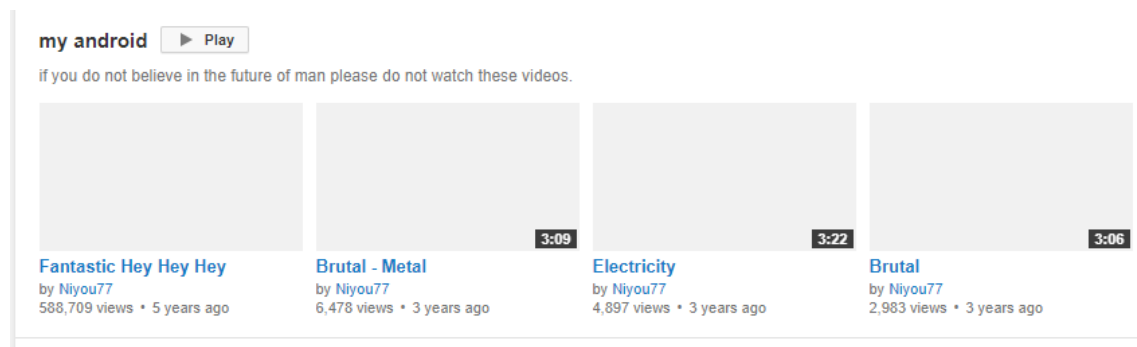 my android Play
if you do not believe in the future of man please do not watch these videos.
3:09 3:22 3:06
Fantastic Hey Hey Hey Brutal - Metal Electricity Brutal
by Niyou77 by Niyou77 by Niyou77 by Niyou77
588,709 views • 5 years ago 6,478 views • 3 years ago 4,897 views • 3 years ago 2,983 views • 3 years ago